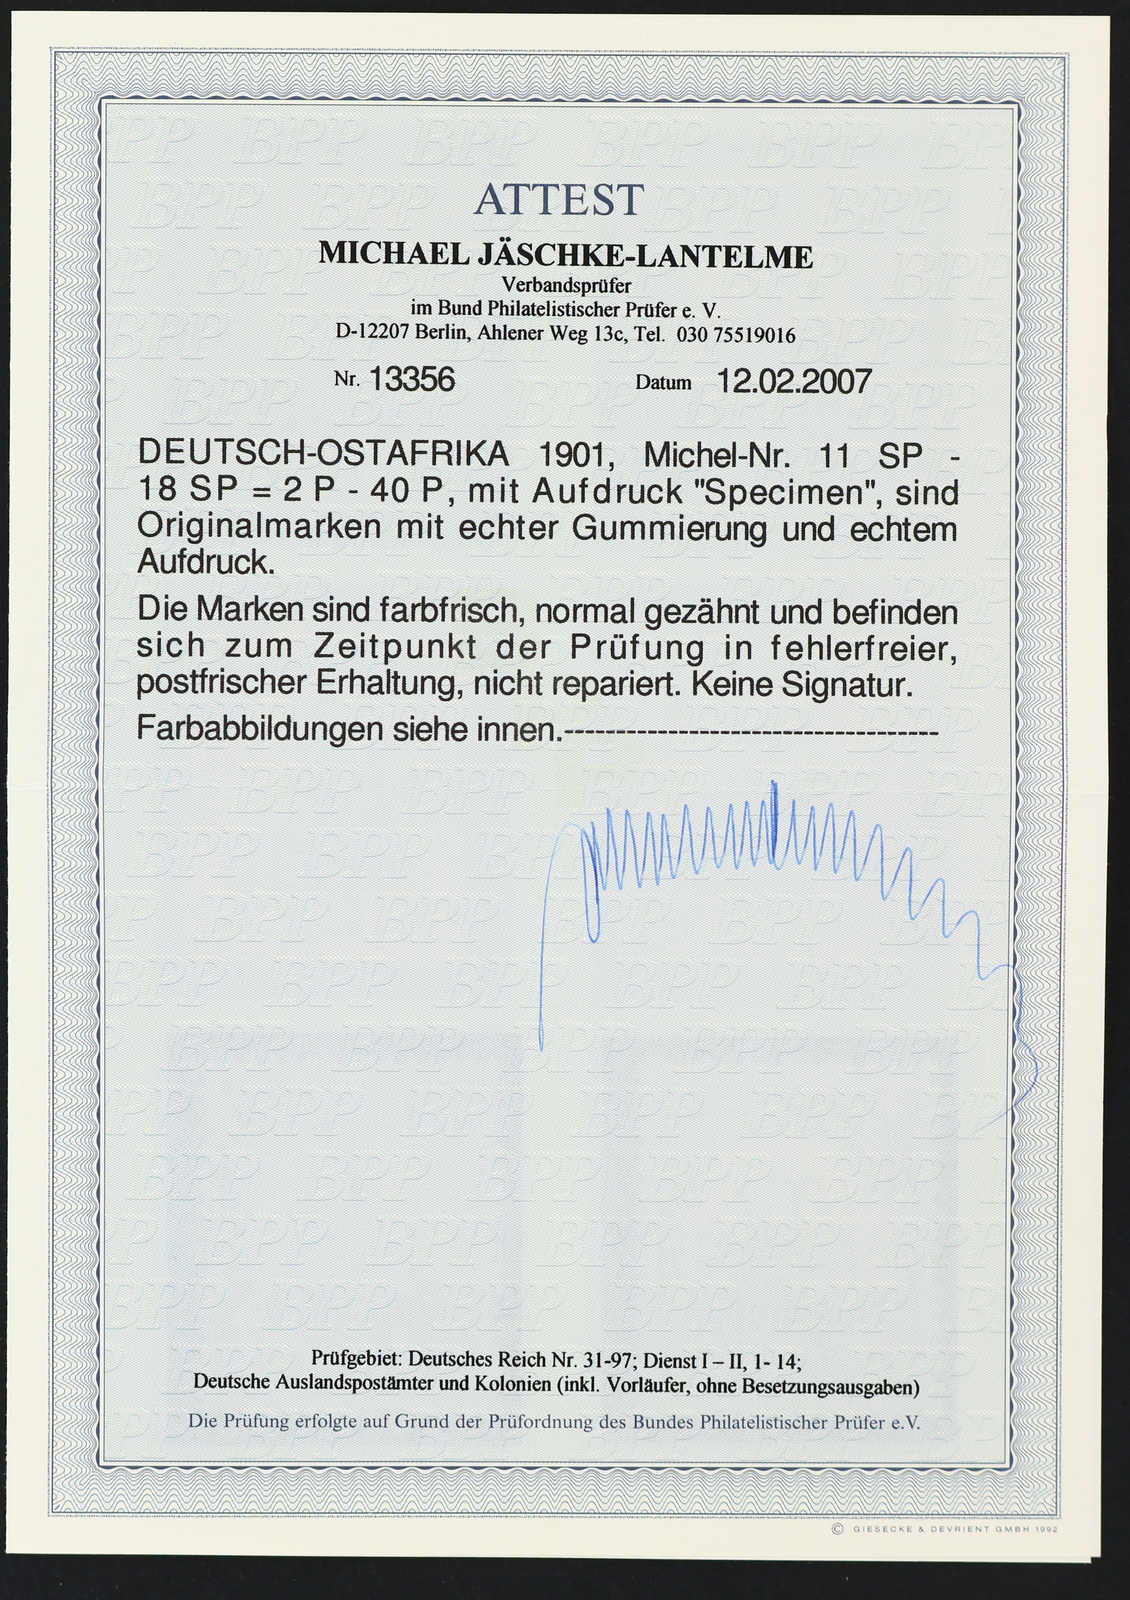 ATTEST
MICHAEL JÄSCHKE-LANTELME
Verbandsprüfer
im Bund Philatelistischer Prüfer e. V.
D-12207 Berlin, Ahlener Weg 13c, Tel. 030 75519016
Nr. 13356 Datum 12.02.2007
DEUTSCH-OSTAFRIKA 1901, Michel-Nr. 11 SP -
18 SP = 2 P - 40 P, mit Aufdruck "Specimen", sind
Originalmarken mit echter Gummierung und echtem
Aufdruck.
Die Marken sind farbfrisch, normal gezähnt und befinden
sich zum Zeitpunkt der Prüfung in fehlerfreier,
postfrischer Erhaltung, nicht repariert. Keine Signatur.
Farbabbildungen siehe innen.------------------------------------
Prüfgebiet: Deutsches Reich Nr. 31-97; Dienst I – II, 1- 14;
Deutsche Auslandspostämter und Kolonien (inkl. Vorläufer, ohne Besetzungsausgaben)
Die Prüfung erfolgte auf Grund der Prüfordnung des Bundes Philatelistischer Prüfer e.V.
© GIESECKE & DEVRIENT GMBH 1992